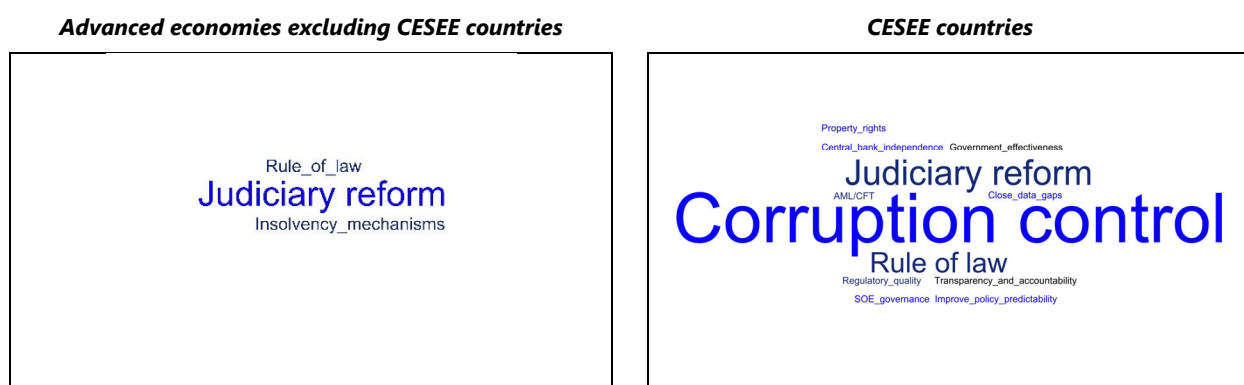 Advanced economies excluding CESEE countries
Rule_of_law
Judiciary reform
Insolvency_mechanisms
CESEE countries
Property_rights
Central_bank_independence Government_effectiveness
Judiciary reform
AML/CFT Close_data_gaps
Corruption control
Rule of law
Regulatory_quality Transparency_and_accountability
SOE_governance Improve_policy_predictability